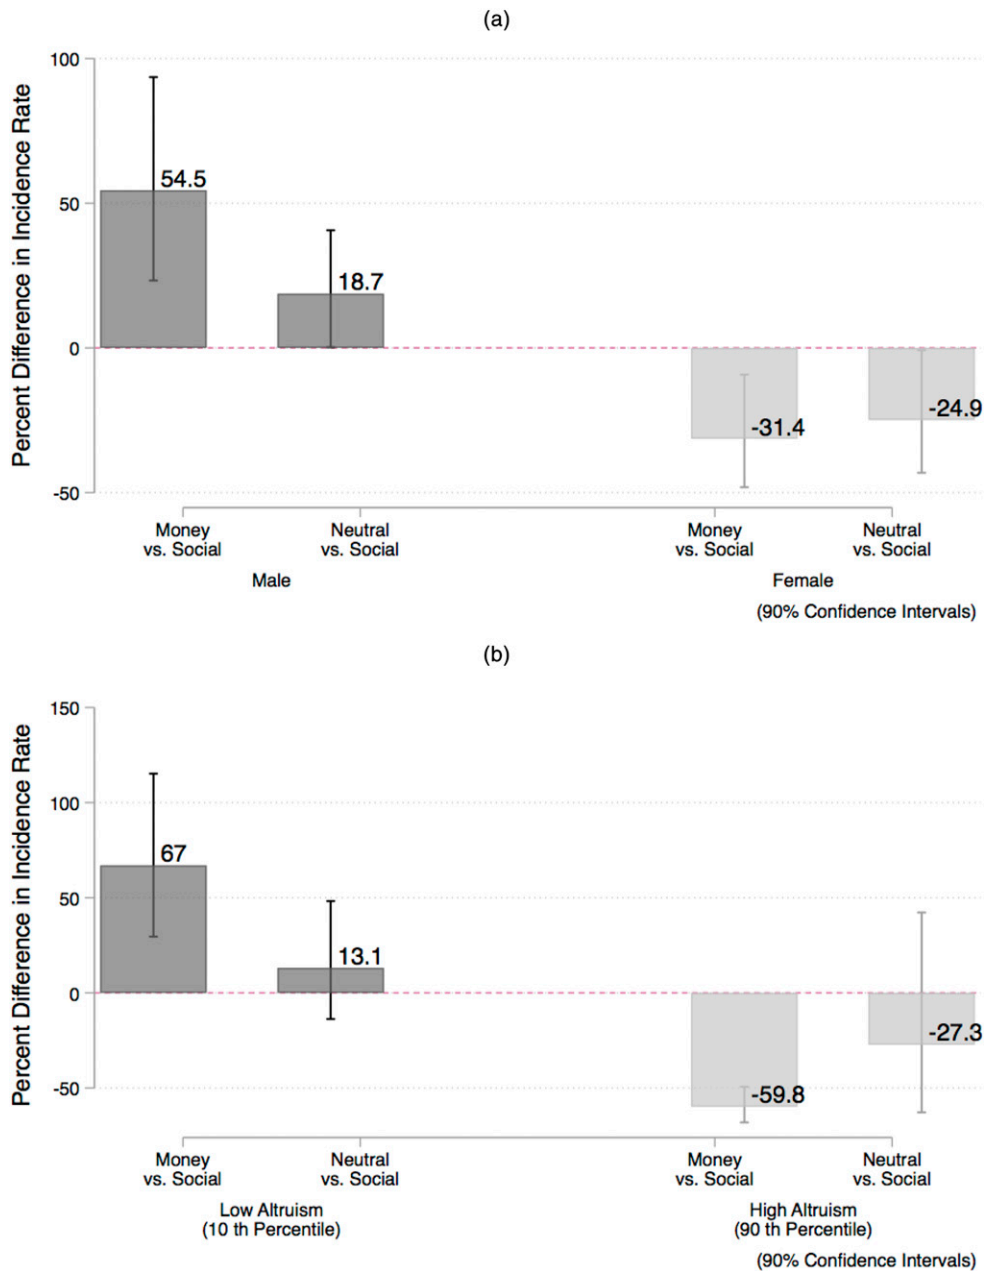 (a)
Percent Difference in Incidence Rate
100
50
0
-50
54.5
18.7
-31.4
-24.9
Money
vs. Social
Neutral
vs. Social
Money
vs. Social
Neutral
vs. Social
Male
Female
(90% Confidence Intervals)
(b)
Percent Difference in Incidence Rate
150
100
50
0
-50
67
13.1
-59.8
-27.3
Money
vs. Social
Neutral
vs. Social
Money
vs. Social
Neutral
vs. Social
Low Altruism
(10 th Percentile)
High Altruism
(90 th Percentile)
(90% Confidence Intervals)